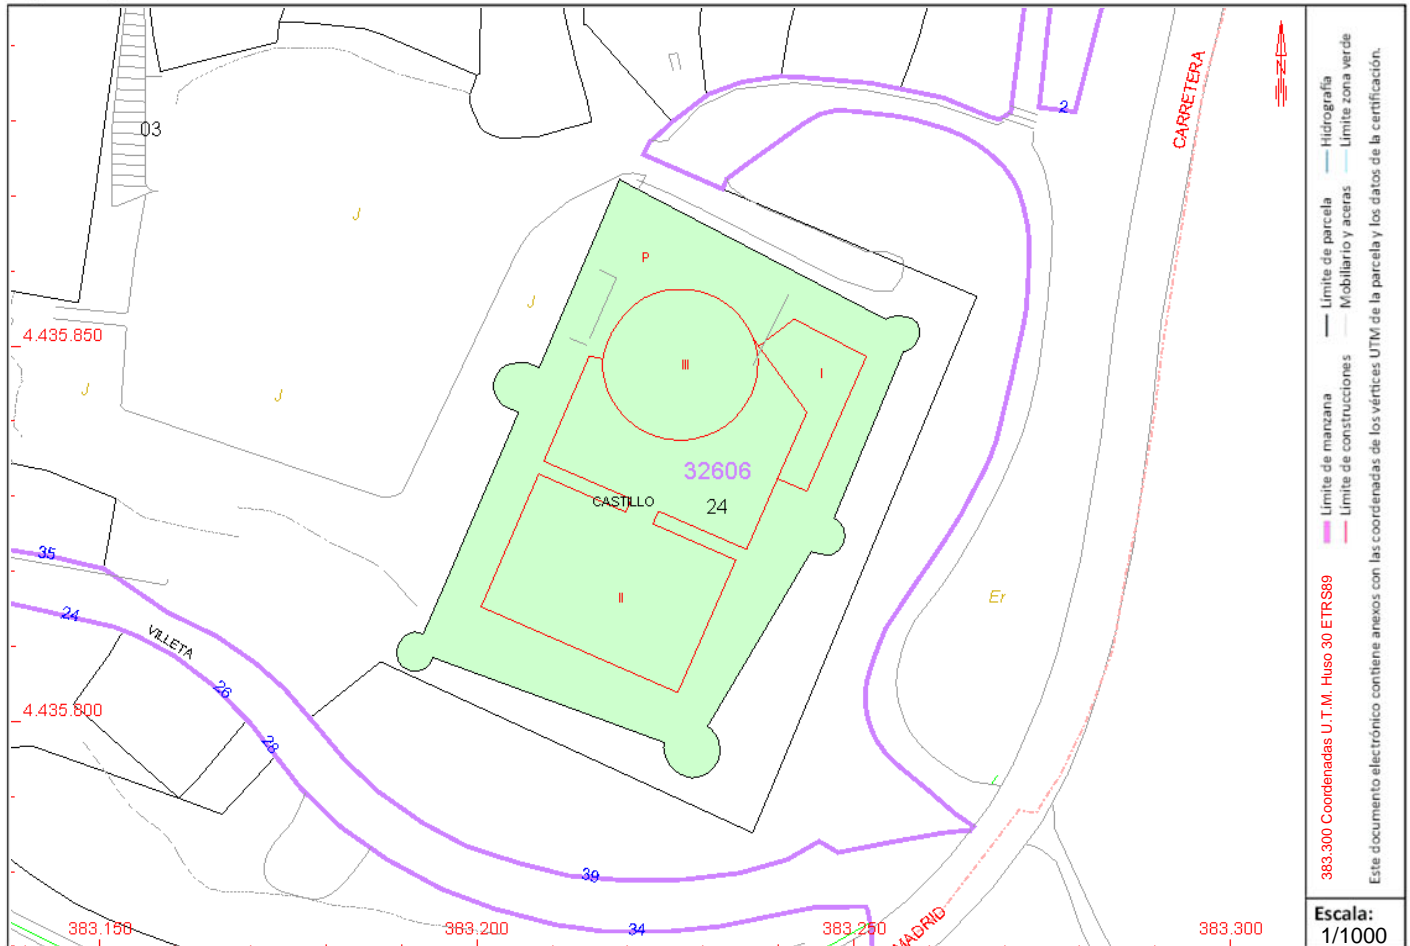 2
CARRETERA
03
J
P
J
4.435.850
III
I
J
J
32606
CASTILLO
24
35
Er
II
24
VILLETA
26
4.435.800
28
39
383.150
383.200
34
383.250
MADRID
383.300
N
383.300 Coordenadas U.T.M. Huso 30 ETRS89
Límite de manzana
Límite de parcela
Hidrografía
Límite de construcciones
Mobiliario y aceras
Límite zona verde
Este documento electrónico contiene anexos con las coordenadas de los vértices UTM de la parcela y los datos de la certificación.
Escala:
1/1000